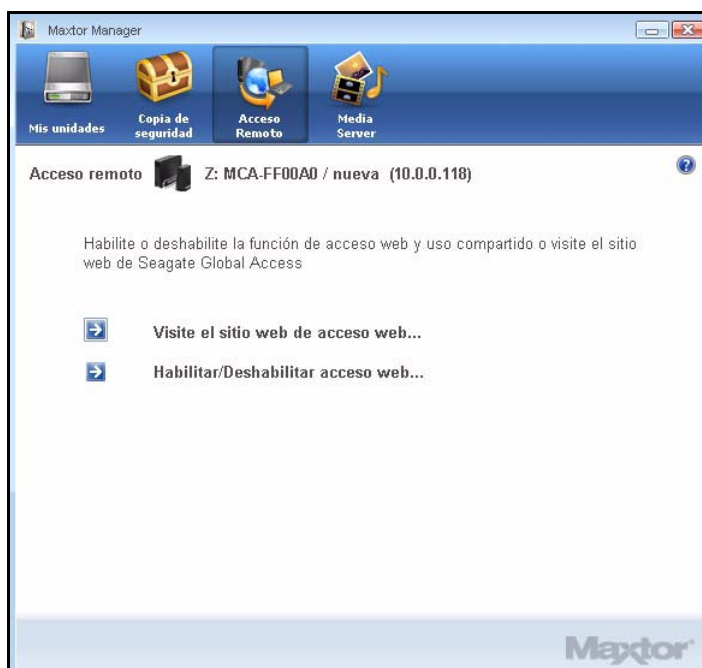 Maxtor Manager
Mis unidades
Copia de
seguridad
Acceso
Remoto
Media
Server
Acceso remoto Z: MCA-FF00A0 / nueva (10.0.0.118)
Habilite o deshabilite la función de acceso web y uso compartido o visite el sitio
web de Seagate Global Access
Visite el sitio web de acceso web...
Habilitar/Deshabilitar acceso web...
Maxtor